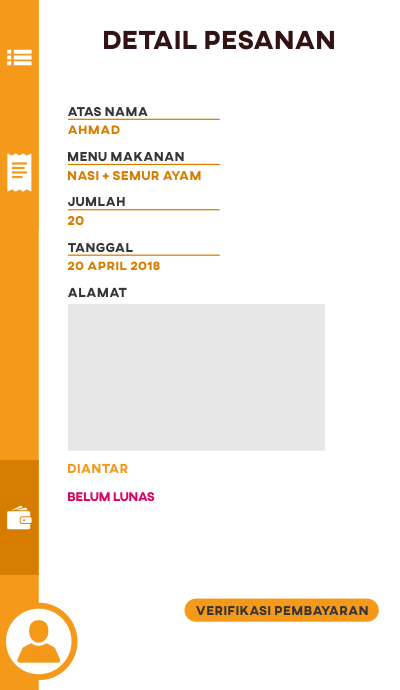 DETAIL PESANAN
ATAS NAMA
AHMAD
MENU MAKANAN
NASI + SEMUR AYAM
JUMLAH
20
TANGGAL
20 APRIL 2018
ALAMAT
DIANTAR
BELUM LUNAS
VERIFIKASI PEMBAYARAN